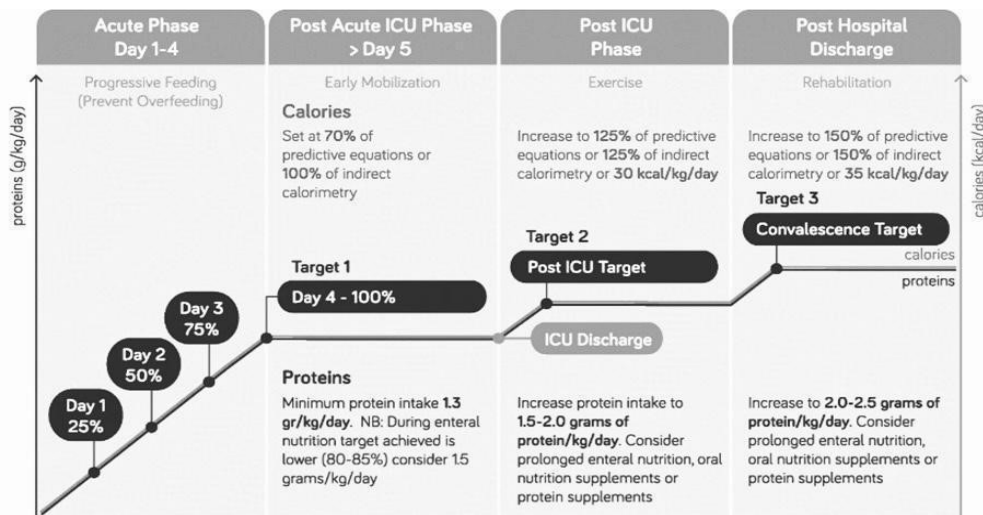 Acute Phase
Day 1-4
Post Acute ICU Phase
> Day 5
Post ICU
Phase
Post Hospital
Discharge
Progressive Feeding
(Prevent Overfeeding)
Early Mobilization
Exercise
Rehabilitation
proteins (g/kg/day)
calories (kcal/day)
Calories
Set at 70% of
predictive equations or
100% of indirect
calorimetry
Increase to 125% of predictive
equations or 125% of indirect
calorimetry or 30 kcal/kg/day
Increase to 150% of predictive
equations or 150% of indirect
calorimetry or 35 kcal/kg/day
Target 1
Day 4 - 100%
Target 2
Post ICU Target
Target 3
Convalescence Target
calories
proteins
Day 3
75%
Day 2
50%
Day 1
25%
ICU Discharge
Proteins
Minimum protein intake 1.3
gr/kg/day. NB: During enteral
nutrition target achieved is
lower (80-85%) consider 1.5
grams/kg/day
Increase protein intake to
1.5-2.0 grams of
protein/kg/day. Consider
prolonged enteral nutrition, oral
nutrition supplements or
protein supplements
Increase to 2.0-2.5 grams of
protein/kg/day. Consider
prolonged enteral nutrition,
oral nutrition supplements or
protein supplements